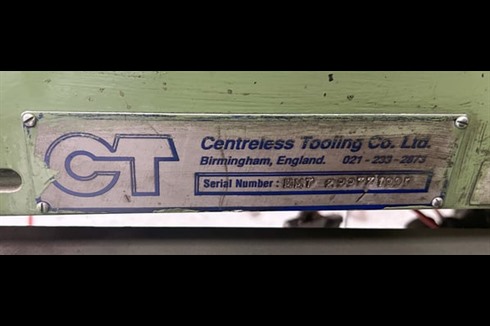 CT
Centreless Tooling Co. Ltd.
Birmingham, England. 021-233-2873
Serial Number: